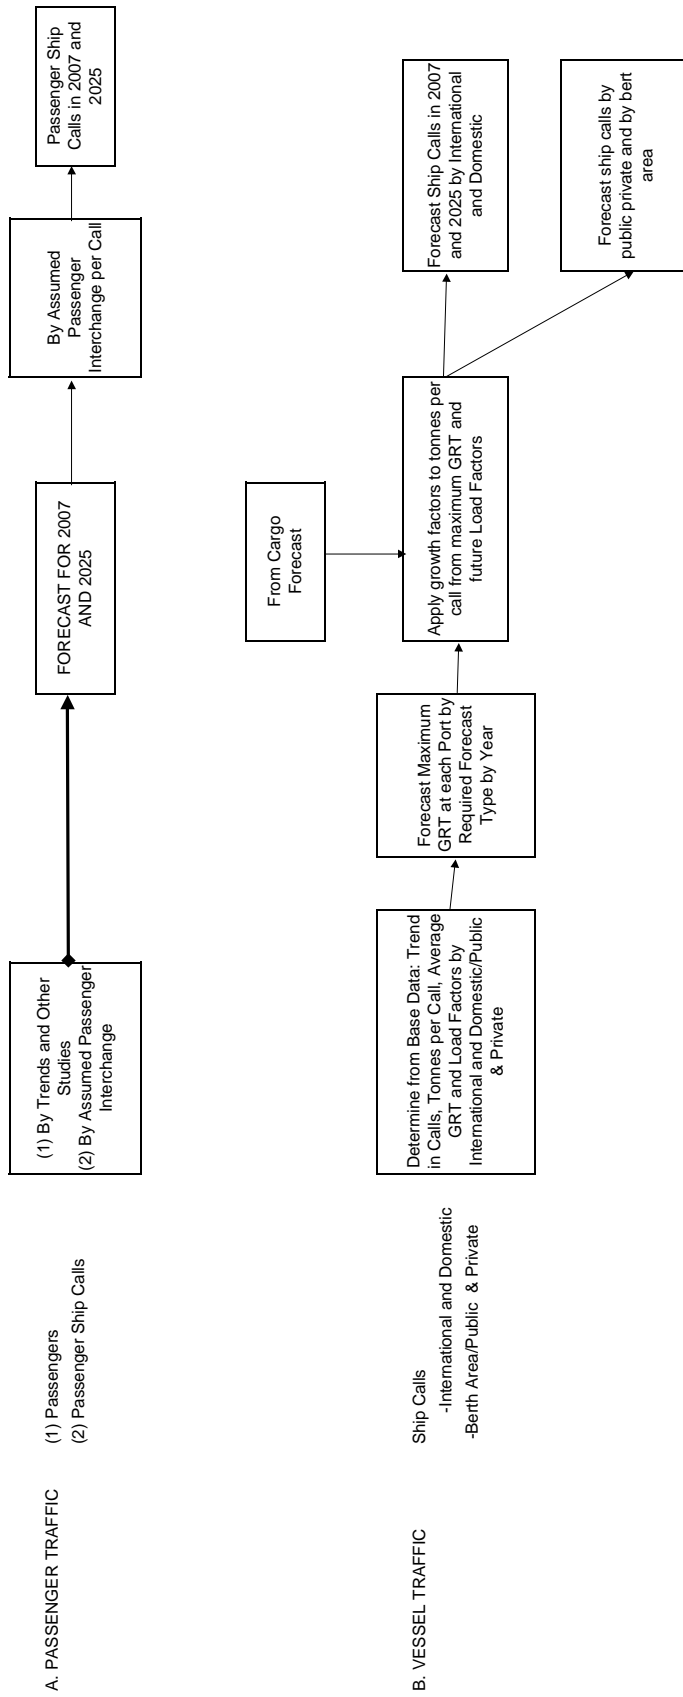 A. PASSENGER TRAFFIC
(1) Passengers
(2) Passenger Ship Calls
(1) By Trends and Other
Studies
(2) By Assumed Passenger
Interchange
FORECAST FOR 2007
AND 2025
By Assumed
Passenger
Interchange per Call
Passenger Ship
Calls in 2007 and
2025
B. VESSEL TRAFFIC
Ship Calls
-International and Domestic
-Berth Area/Public & Private
Determine from Base Data: Trend
in Calls, Tonnes per Call, Average
GRT and Load Factors by
International and Domestic/Public
& Private
Forecast Maximum
GRT at each Port by
Required Forecast
Type by Year
From Cargo
Forecast
Apply growth factors to tonnes per
call from maximum GRT and
future Load Factors
Forecast Ship Calls in 2007
and 2025 by International
and Domestic
Forecast ship calls by
public private and by bert
area